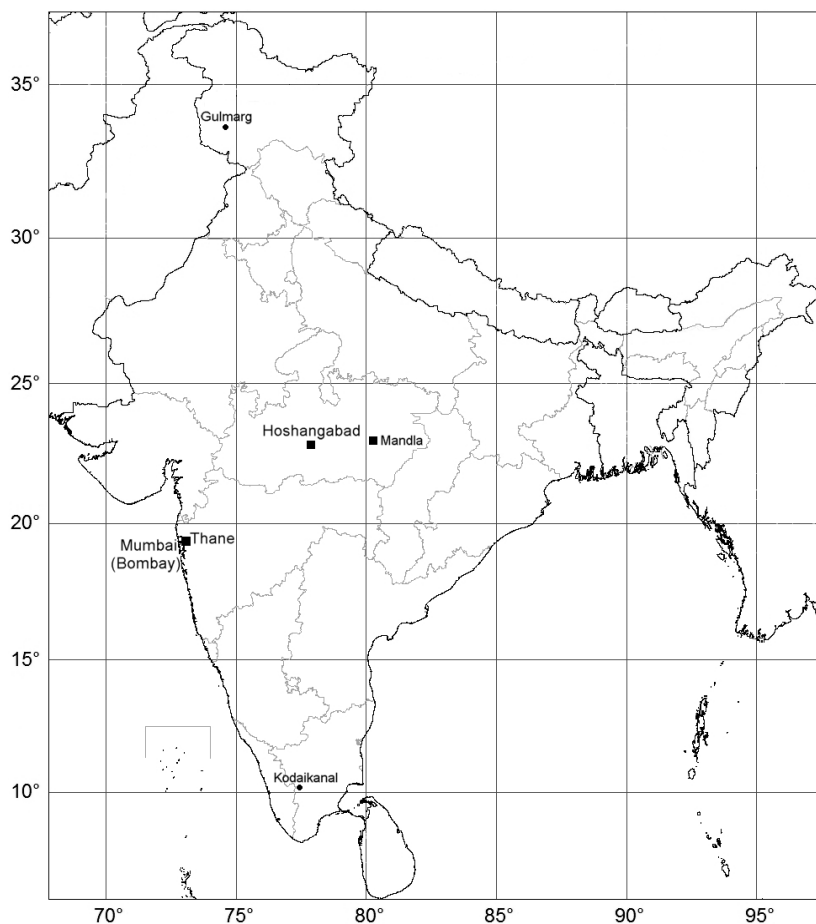 35°
Gulmarg
30°
25°
Hoshangabad
Mandla
20°
Thane
Mumbai
(Bombay)
15°
Kodaikanal
10°
70° 75° 80° 85° 90° 95°